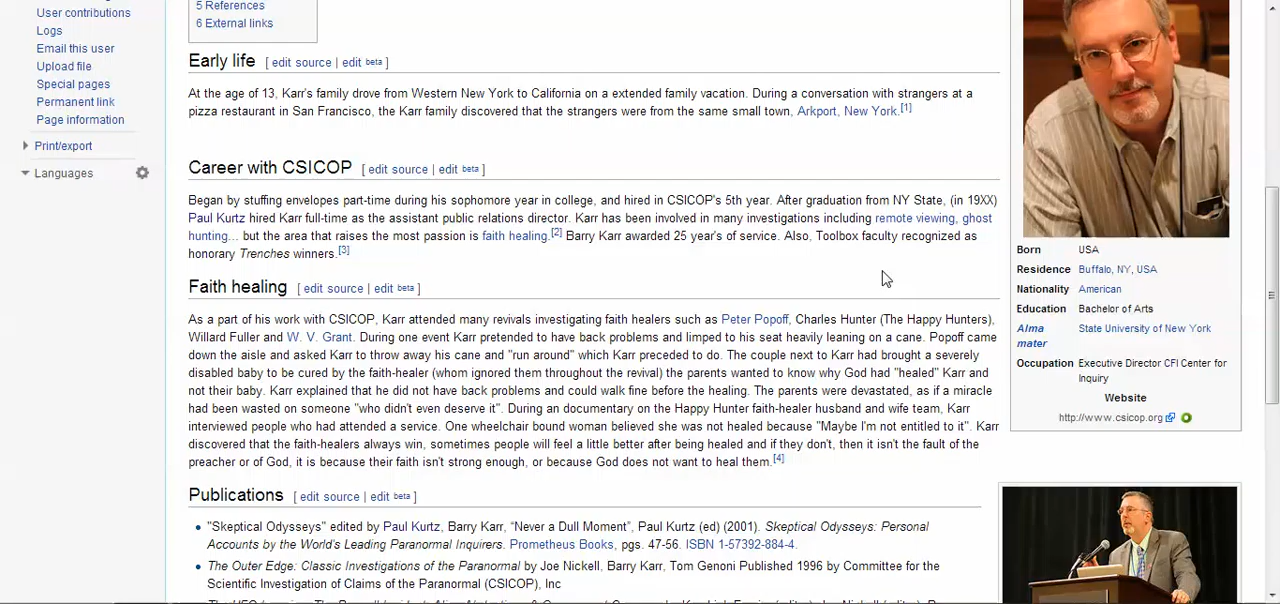 User contributions
Logs
Email this user
Upload file
Special pages
Permanent link
Page information
Print/export
Languages
5 References
6 External links
Early life [ edit source | edit beta ]
At the age of 13, Karr's family drove from Western New York to California on a extended family vacation. During a conversation with strangers at a
pizza restaurant in San Francisco, the Karr family discovered that the strangers were from the same small town, Arkport, New York.[1]
Career with CSICOP [ edit source | edit beta ]
Began by stuffing envelopes part-time during his sophomore year in college, and hired in CSICOP's 5th year. After graduation from NY State, (in 19XX)
Paul Kurtz hired Karr full-time as the assistant public relations director. Karr has been involved in many investigations including remote viewing, ghost
hunting... but the area that raises the most passion is faith healing.[2] Barry Karr awarded 25 year's of service. Also, Toolbox faculty recognized as
honorary Trenches winners.[3]
Faith healing [ edit source | edit beta ]
As a part of his work with CSICOP, Karr attended many revivals investigating faith healers such as Peter Popoff, Charles Hunter (The Happy Hunters),
Willard Fuller and W. V. Grant. During one event Karr pretended to have back problems and limped to his seat heavily leaning on a cane. Popoff came
down the aisle and asked Karr to throw away his cane and "run around" which Karr preceded to do. The couple next to Karr had brought a severely
disabled baby to be cured by the faith-healer (whom ignored them throughout the revival) the parents wanted to know why God had "healed" Karr and
not their baby. Karr explained that he did not have back problems and could walk fine before the healing. The parents were devastated, as if a miracle
had been wasted on someone "who didn't even deserve it". During an documentary on the Happy Hunter faith-healer husband and wife team, Karr
interviewed people who had attended a service. One wheelchair bound woman believed she was not healed because "Maybe I'm not entitled to it". Karr
discovered that the faith-healers always win, sometimes people will feel a little better after being healed and if they don't, then it isn't the fault of the
preacher or of God, it is because their faith isn't strong enough, or because God does not want to heal them.[4]
Publications [ edit source | edit beta ]
• "Skeptical Odysseys" edited by Paul Kurtz, Barry Karr, "Never a Dull Moment", Paul Kurtz (ed) (2001). Skeptical Odysseys: Personal
Accounts by the World's Leading Paranormal Inquirers. Prometheus Books, pgs. 47-56. ISBN 1-57392-884-4.
• The Outer Edge: Classic Investigations of the Paranormal by Joe Nickell, Barry Karr, Tom Genoni Published 1996 by Committee for the
Scientific Investigation of Claims of the Paranormal (CSICOP), Inc
Born USA
Residence Buffalo, NY, USA
Nationality American
Education Bachelor of Arts
Alma State University of New York
mater
Occupation Executive Director CFI Center for
Inquiry
Website
http://www.csicop.org